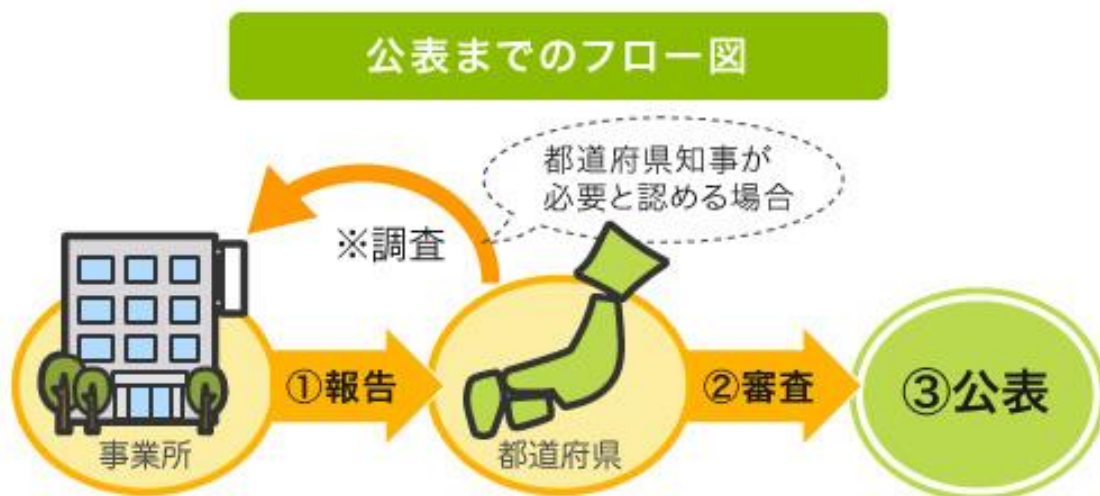 公表までのフロー図
都道府県知事が
必要と認める場合
※調査
①報告
②審査
③公表
事業所
都道府県